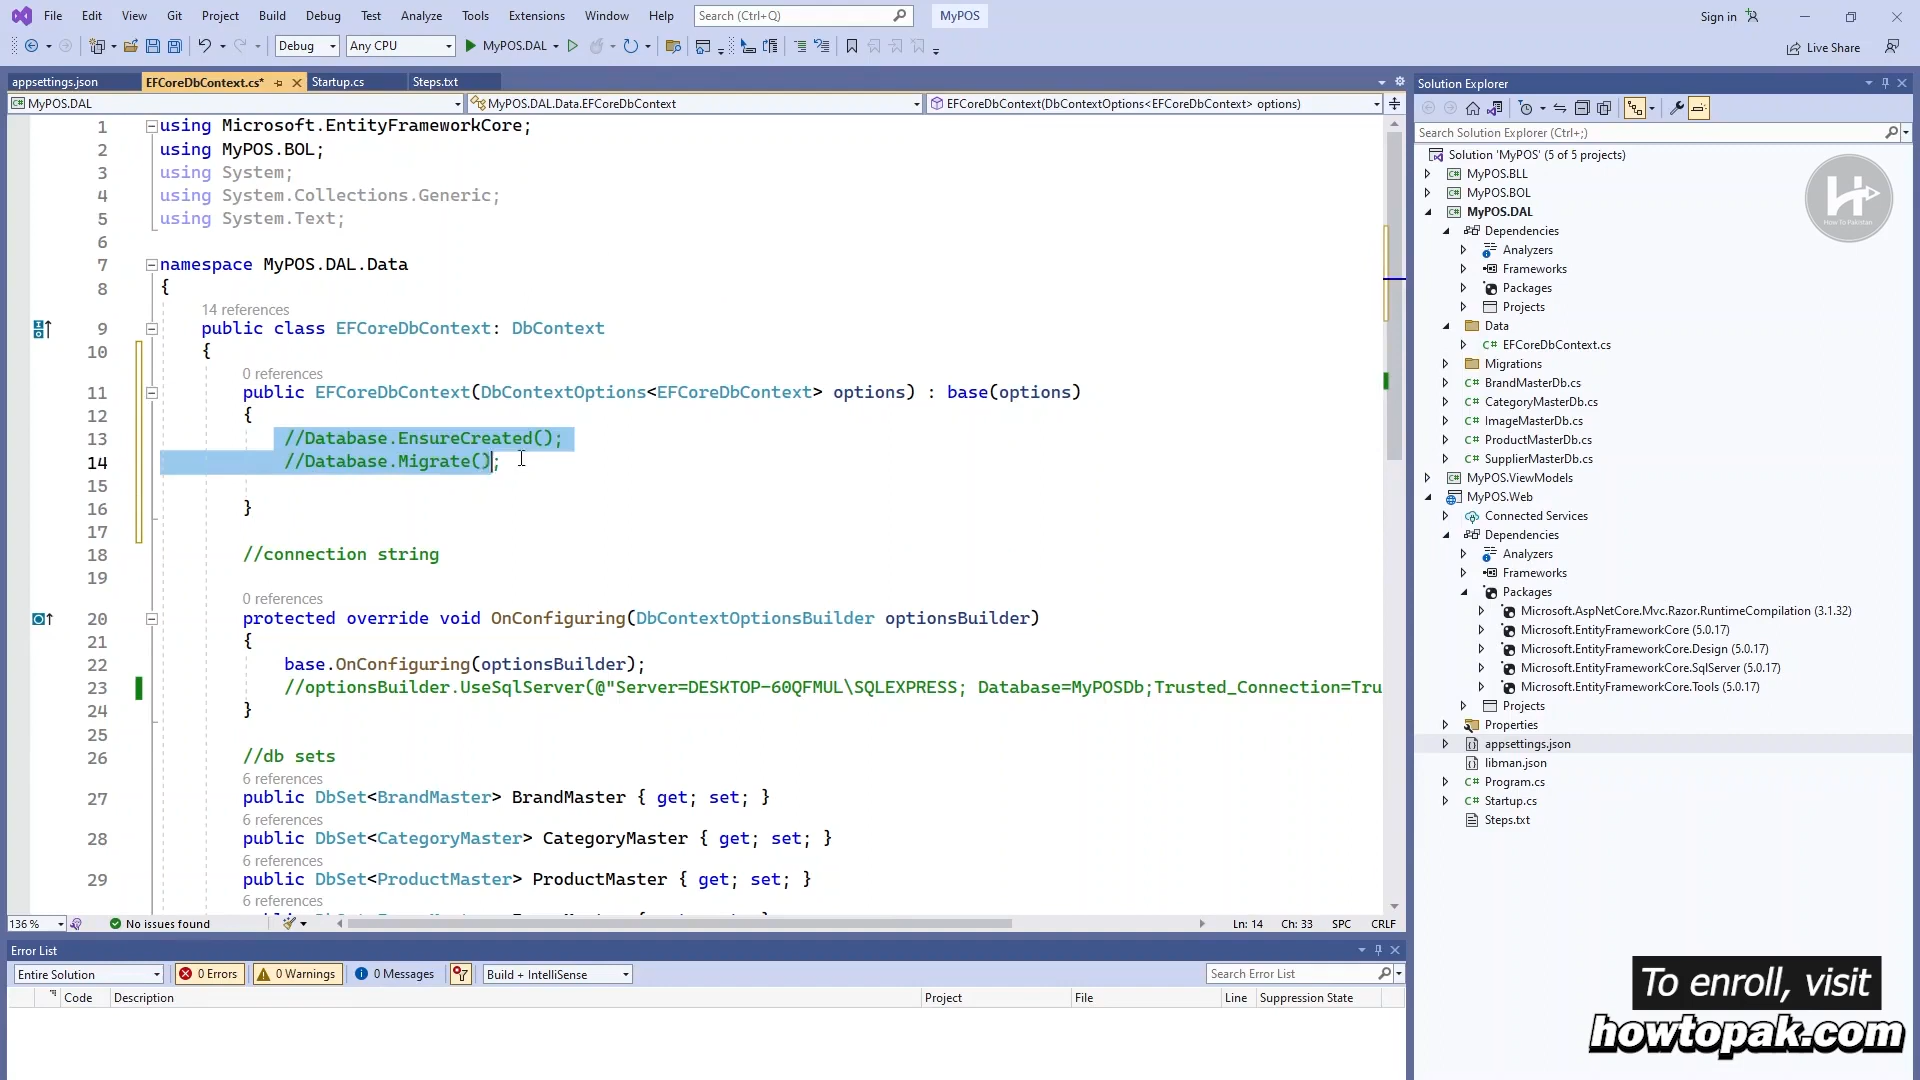 File Edit View Git Project Build Debug Test Analyze Tools Extensions Window Help Search (Ctrl+Q) MyPOS Sign in
Debug Any CPU MyPOS.DAL Live Share
appsettings.json EFCoreDbContext.cs* Startup.cs Steps.txt
MyPOS.DAL MyPOS.DAL.Data.EFCoreDbContext EFCoreDbContext(DbContextOptions<EFCoreDbContext> options)
1 using Microsoft.EntityFrameworkCore;
2 using MyPOS.BOL;
3 using System;
4 using System.Collections.Generic;
5 using System.Text;
6
7 namespace MyPOS.DAL.Data
8 {
14 references
9 public class EFCoreDbContext: DbContext
10 {
0 references
11 public EFCoreDbContext(DbContextOptions<EFCoreDbContext> options) : base(options)
12 {
13 //Database.EnsureCreated();
14 //Database.Migrate();
15
16 }
17
18 //connection string
19
0 references
20 protected override void OnConfiguring(DbContextOptionsBuilder optionsBuilder)
21 {
22 base.OnConfiguring(optionsBuilder);
23 //optionsBuilder.UseSqlServer(@"Server=DESKTOP-60QFMUL\SQLEXPRESS; Database=MyPOSDb;Trusted_Connection=Tru
24 }
25
26 //db sets
6 references
27 public DbSet<BrandMaster> BrandMaster { get; set; }
6 references
28 public DbSet<CategoryMaster> CategoryMaster { get; set; }
6 references
29 public DbSet<ProductMaster> ProductMaster { get; set; }
6 references
136 % No issues found Ln: 14 Ch: 33 SPC CRLF
Error List
Entire Solution 0 Errors 0 Warnings 0 Messages Build + IntelliSense Search Error List
Code Description Project File Line Suppression State
Solution Explorer
Search Solution Explorer (Ctrl+;)
Solution 'MyPOS' (5 of 5 projects)
MyPOS.BLL
MyPOS.BOL
MyPOS.DAL
Dependencies
Analyzers
Frameworks
Packages
Projects
Data
C# EFCoreDbContext.cs
Migrations
C# BrandMasterDb.cs
C# CategoryMasterDb.cs
C# ImageMasterDb.cs
C# ProductMasterDb.cs
C# SupplierMasterDb.cs
MyPOS.ViewModels
MyPOS.Web
Connected Services
Dependencies
Analyzers
Frameworks
Packages
Microsoft.AspNetCore.Mvc.Razor.RuntimeCompilation (3.1.32)
Microsoft.EntityFrameworkCore (5.0.17)
Microsoft.EntityFrameworkCore.Design (5.0.17)
Microsoft.EntityFrameworkCore.SqlServer (5.0.17)
Microsoft.EntityFrameworkCore.Tools (5.0.17)
Projects
Properties
appsettings.json
libman.json
C# Program.cs
C# Startup.cs
Steps.txt
How To Pakistan
To enroll, visit
howtopak.com